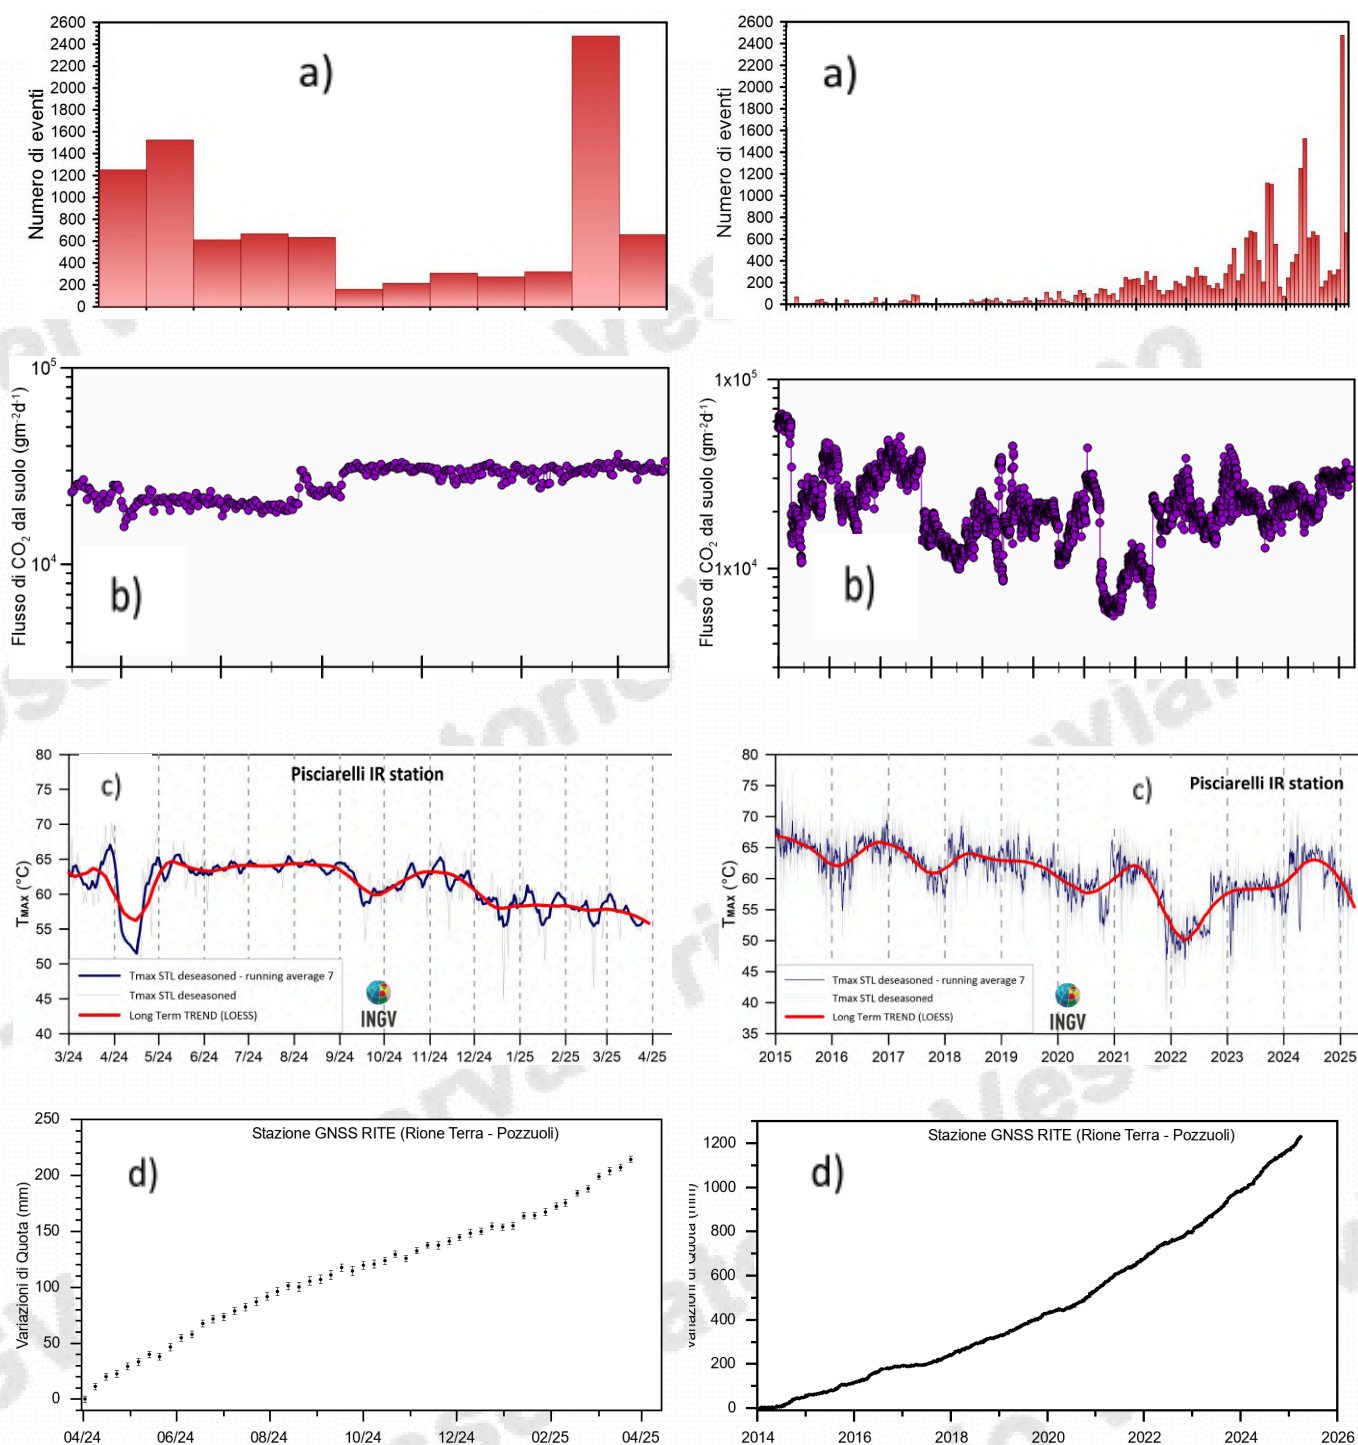 2600
2400
2200
2000
1800
1600
1400
1200
1000
800
600
400
200
0
Numero di eventi
a)
2600
2400
2200
2000
1800
1600
1400
1200
1000
800
600
400
200
0
Numero di eventi
a)
10⁵
10⁴
Flusso di CO₂ dal suolo (gm⁻²d⁻¹)
b)
1x10⁵
1x10⁴
Flusso di CO₂ dal suolo (gm⁻²d⁻¹)
b)
80
75
70
65
60
55
50
45
40
TMAX (°C)
c)
Pisciarelli IR station
Tmax STL deseasoned - running average 7
Tmax STL deseasoned
Long Term TREND (LOESS)
INGV
3/24 4/24 5/24 6/24 7/24 8/24 9/24 10/24 11/24 12/24 1/25 2/25 3/25 4/25
80
75
70
65
60
55
50
45
40
35
TMAX (°C)
c)
Pisciarelli IR station
Tmax STL deseasoned - running average 7
Tmax STL deseasoned
Long Term TREND (LOESS)
INGV
2015 2016 2017 2018 2019 2020 2021 2022 2023 2024 2025
250
200
150
100
50
0
Variazioni di Quota (mm)
Stazione GNSS RITE (Rione Terra - Pozzuoli)
d)
04/24 06/24 08/24 10/24 12/24 02/25 04/25
1200
1000
800
600
400
200
0
Variazioni di Quota (mm)
Stazione GNSS RITE (Rione Terra - Pozzuoli)
d)
2014 2016 2018 2020 2022 2024 2026